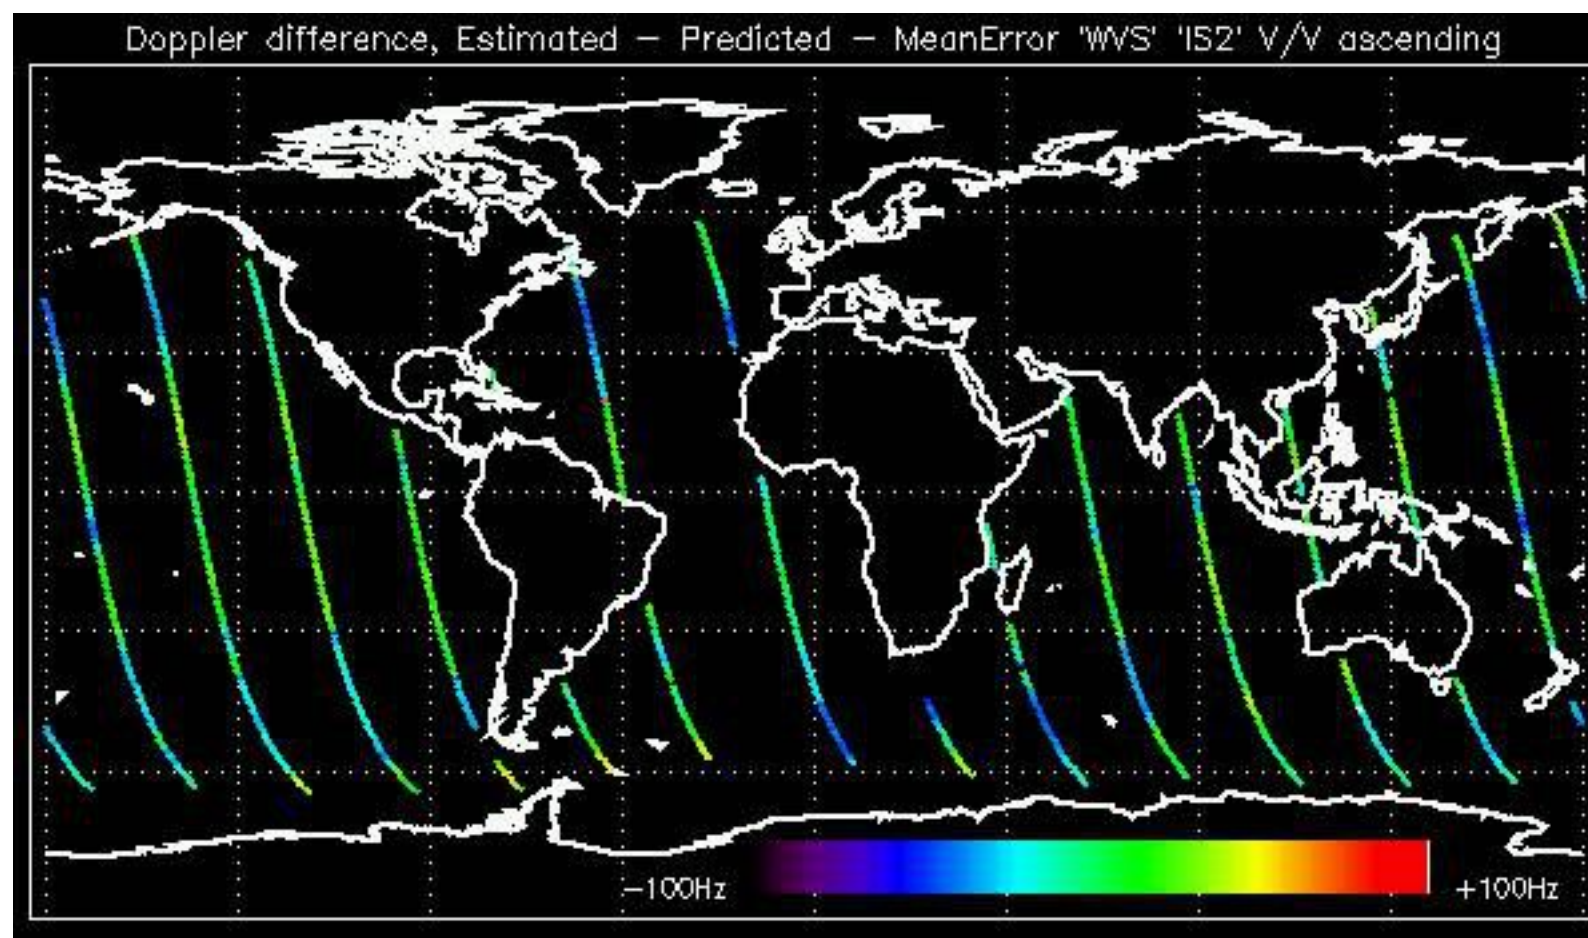 Doppler difference, Estimated – Predicted – MeanError 'WVS' 'IS2' V/V ascending
-100Hz
+100Hz